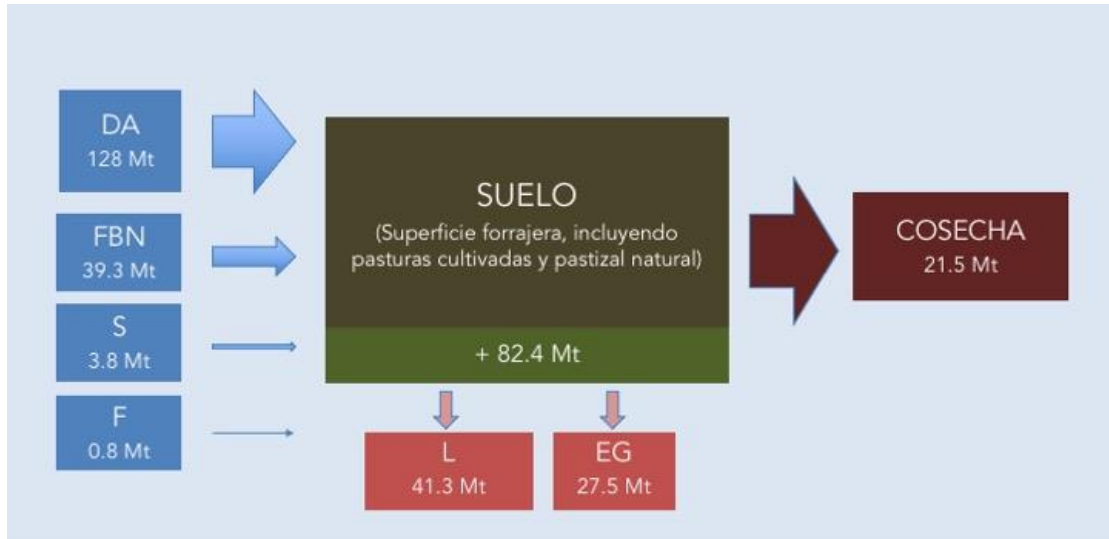 DA
128 Mt
FBN
39.3 Mt
S
3.8 Mt
F
0.8 Mt
SUELO
(Superficie forrajera, incluyendo
pasturas cultivadas y pastizal natural)
+ 82.4 Mt
L
41.3 Mt
EG
27.5 Mt
COSECHA
21.5 Mt